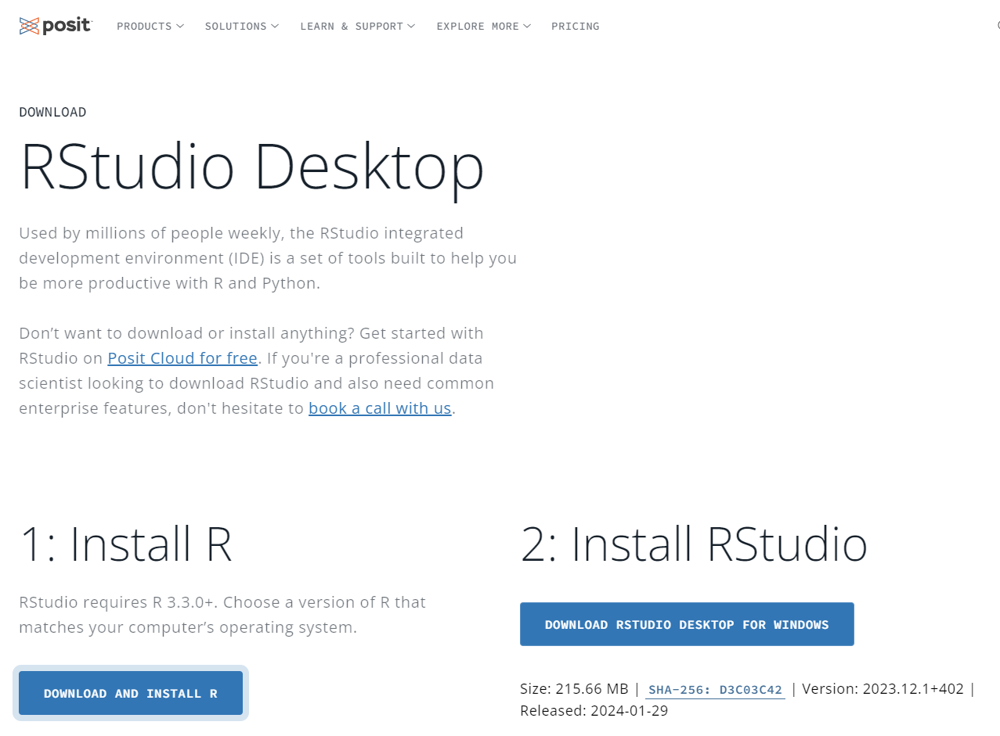 posit
PRODUCTS
SOLUTIONS
LEARN & SUPPORT
EXPLORE MORE
PRICING
DOWNLOAD
RStudio Desktop
Used by millions of people weekly, the RStudio integrated
development environment (IDE) is a set of tools built to help you
be more productive with R and Python.
Don’t want to download or install anything? Get started with
RStudio on Posit Cloud for free. If you're a professional data
scientist looking to download RStudio and also need common
enterprise features, don't hesitate to book a call with us.
1: Install R
RStudio requires R 3.3.0+. Choose a version of R that
matches your computer’s operating system.
DOWNLOAD AND INSTALL R
2: Install RStudio
DOWNLOAD RSTUDIO DESKTOP FOR WINDOWS
Size: 215.66 MB | SHA-256: D3C03C42 | Version: 2023.12.1+402 |
Released: 2024-01-29